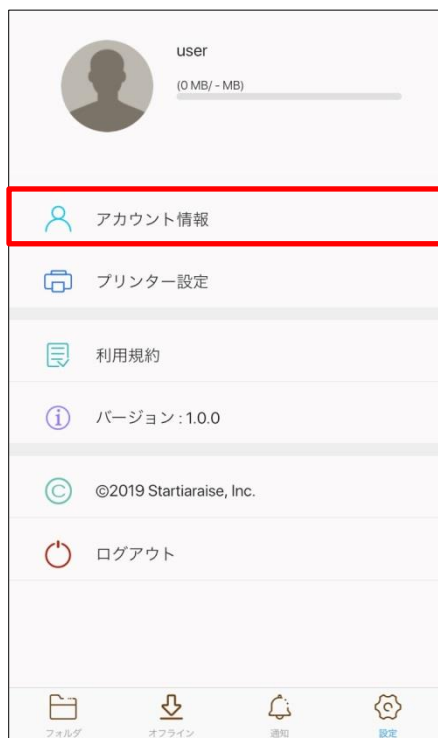 user
(0 MB/ - MB)
アカウント情報
プリンター設定
利用規約
バージョン : 1.0.0
©2019 Startiaraise, Inc.
ログアウト
フォルダ
オフライン
通知
設定